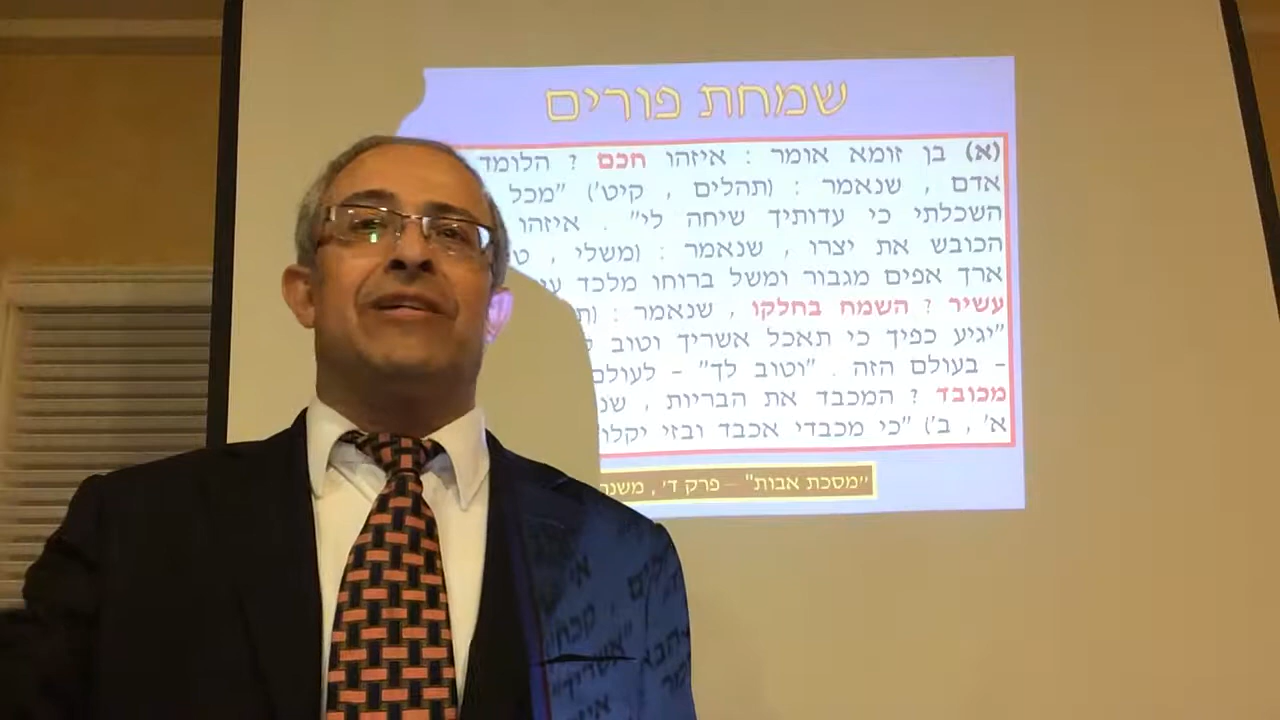 שמחת פורים
(א) בן זומא אומר : איזהו חכם ? הלומד
אדם , שנאמר : (תהלים , קיט') "מכל
השכלתי כי עדותיך שיחה לי" . איזהו
הכובש את יצרו , שנאמר : (משלי ,
ארך אפים מגבור ומשל ברוחו מלכד
עשיר ? השמח בחלקו , שנאמר :
"יגיע כפיך כי תאכל אשריך וטוב
- בעולם הזה . "וטוב לך" - לעולם
מכובד ? המכבד את הבריות ,
א' , ב') "כי מכבדי אכבד ובוזי יקלו"
"מסכת אבות" – פרק ד' ,